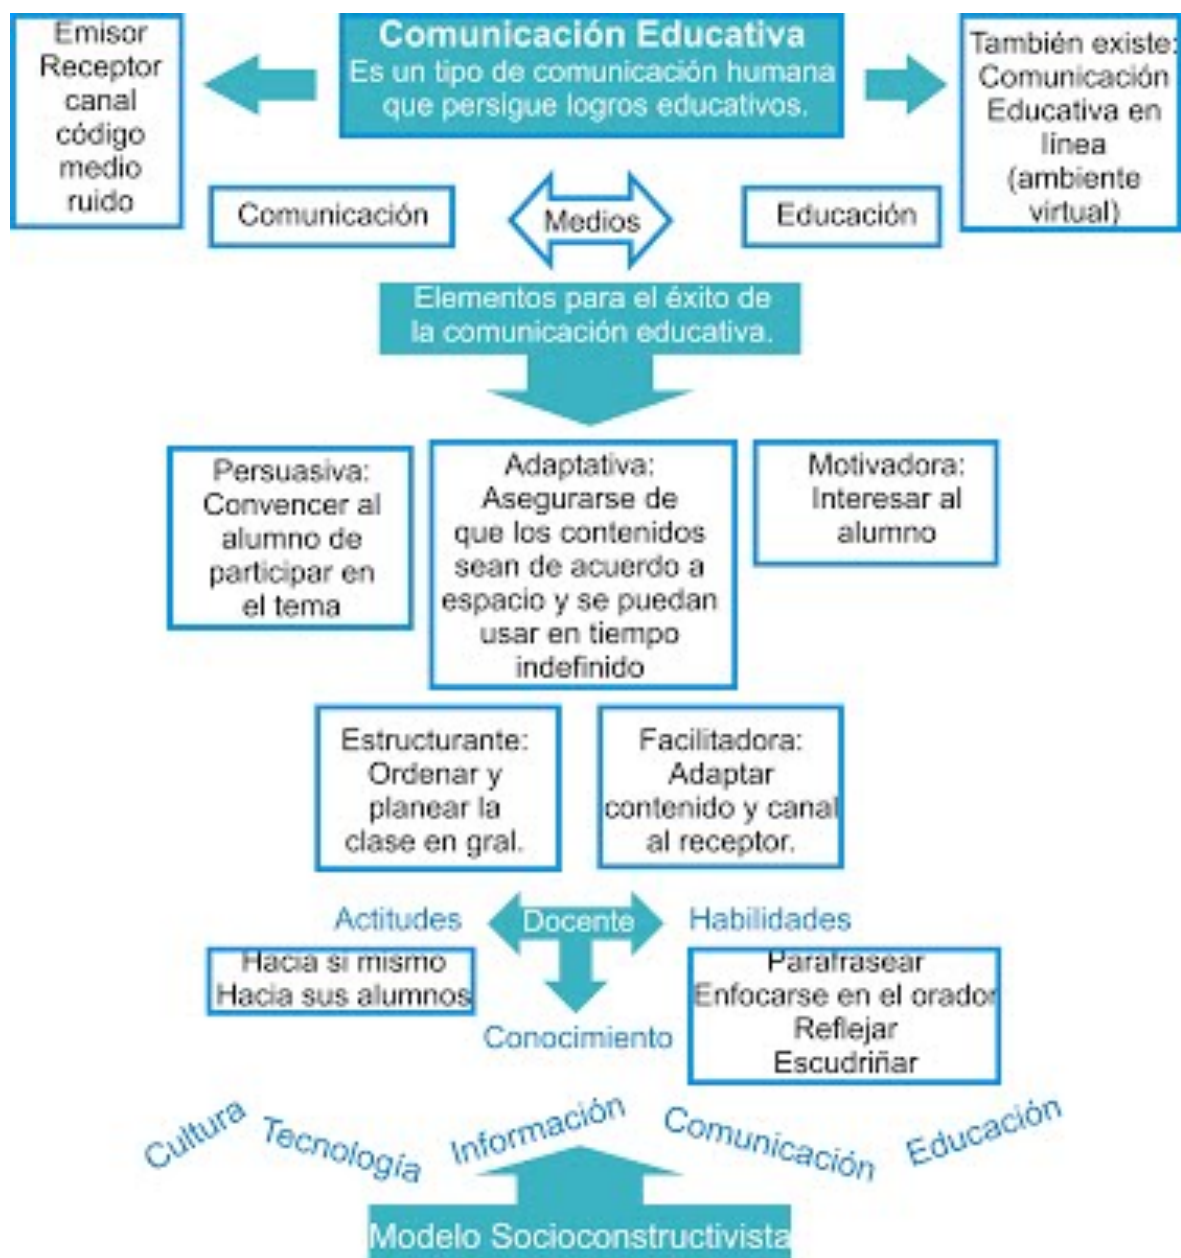 Comunicación Educativa
Es un tipo de comunicación humana
que persigue logros educativos.
Emisor
Receptor
canal
código
medio
ruido
También existe:
Comunicación
Educativa en
línea
(ambiente
virtual)
Comunicación
Medios
Educación
Elementos para el éxito de
la comunicación educativa.
Persuasiva:
Convencer al
alumno de
participar en
el tema
Adaptativa:
Asegurarse de
que los contenidos
sean de acuerdo a
espacio y se puedan
usar en tiempo
indefinido
Motivadora:
Interesar al
alumno
Estructurante:
Ordenar y
planear la
clase en gral.
Facilitadora:
Adaptar
contenido y canal
al receptor.
Actitudes
Docente
Habilidades
Hacia si mismo
Hacia sus alumnos
Conocimiento
Parafrasear
Enfocarse en el orador
Reflejar
Escudriñar
Cultura
Tecnología
Información
Comunicación
Educación
Modelo Socioconstructivista